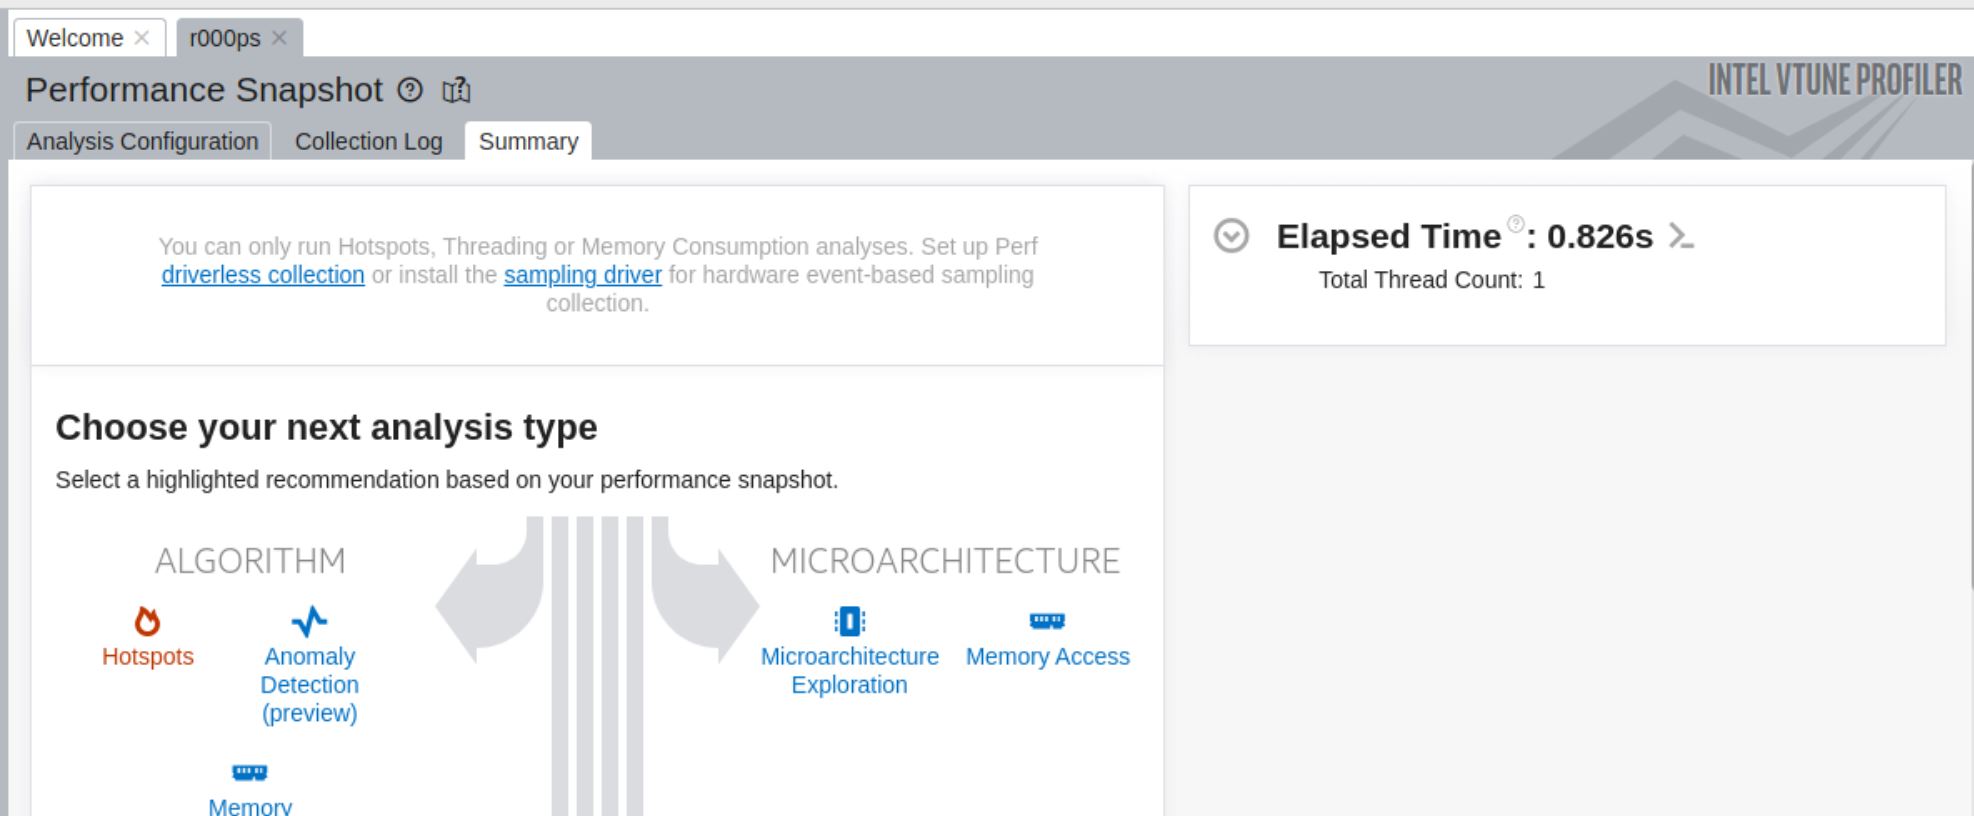 Welcome
r000ps
Performance Snapshot
INTEL VTUNE PROFILER
Analysis Configuration
Collection Log
Summary
You can only run Hotspots, Threading or Memory Consumption analyses. Set up Perf
driverless collection or install the sampling driver for hardware event-based sampling
collection.
Elapsed Time : 0.826s
Total Thread Count: 1
Choose your next analysis type
Select a highlighted recommendation based on your performance snapshot.
ALGORITHM
Hotspots
Anomaly
Detection
(preview)
Memory
MICROARCHITECTURE
Microarchitecture
Exploration
Memory Access